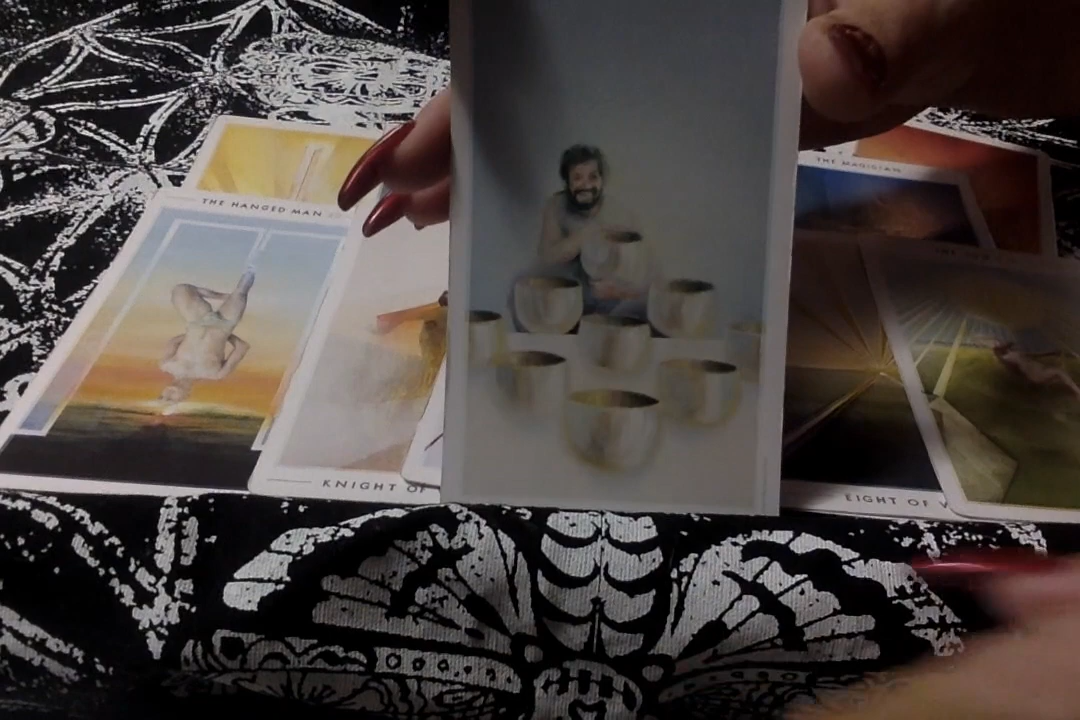 THE HANGED MAN
THE MAGICIAN
KNIGHT OF
EIGHT OF